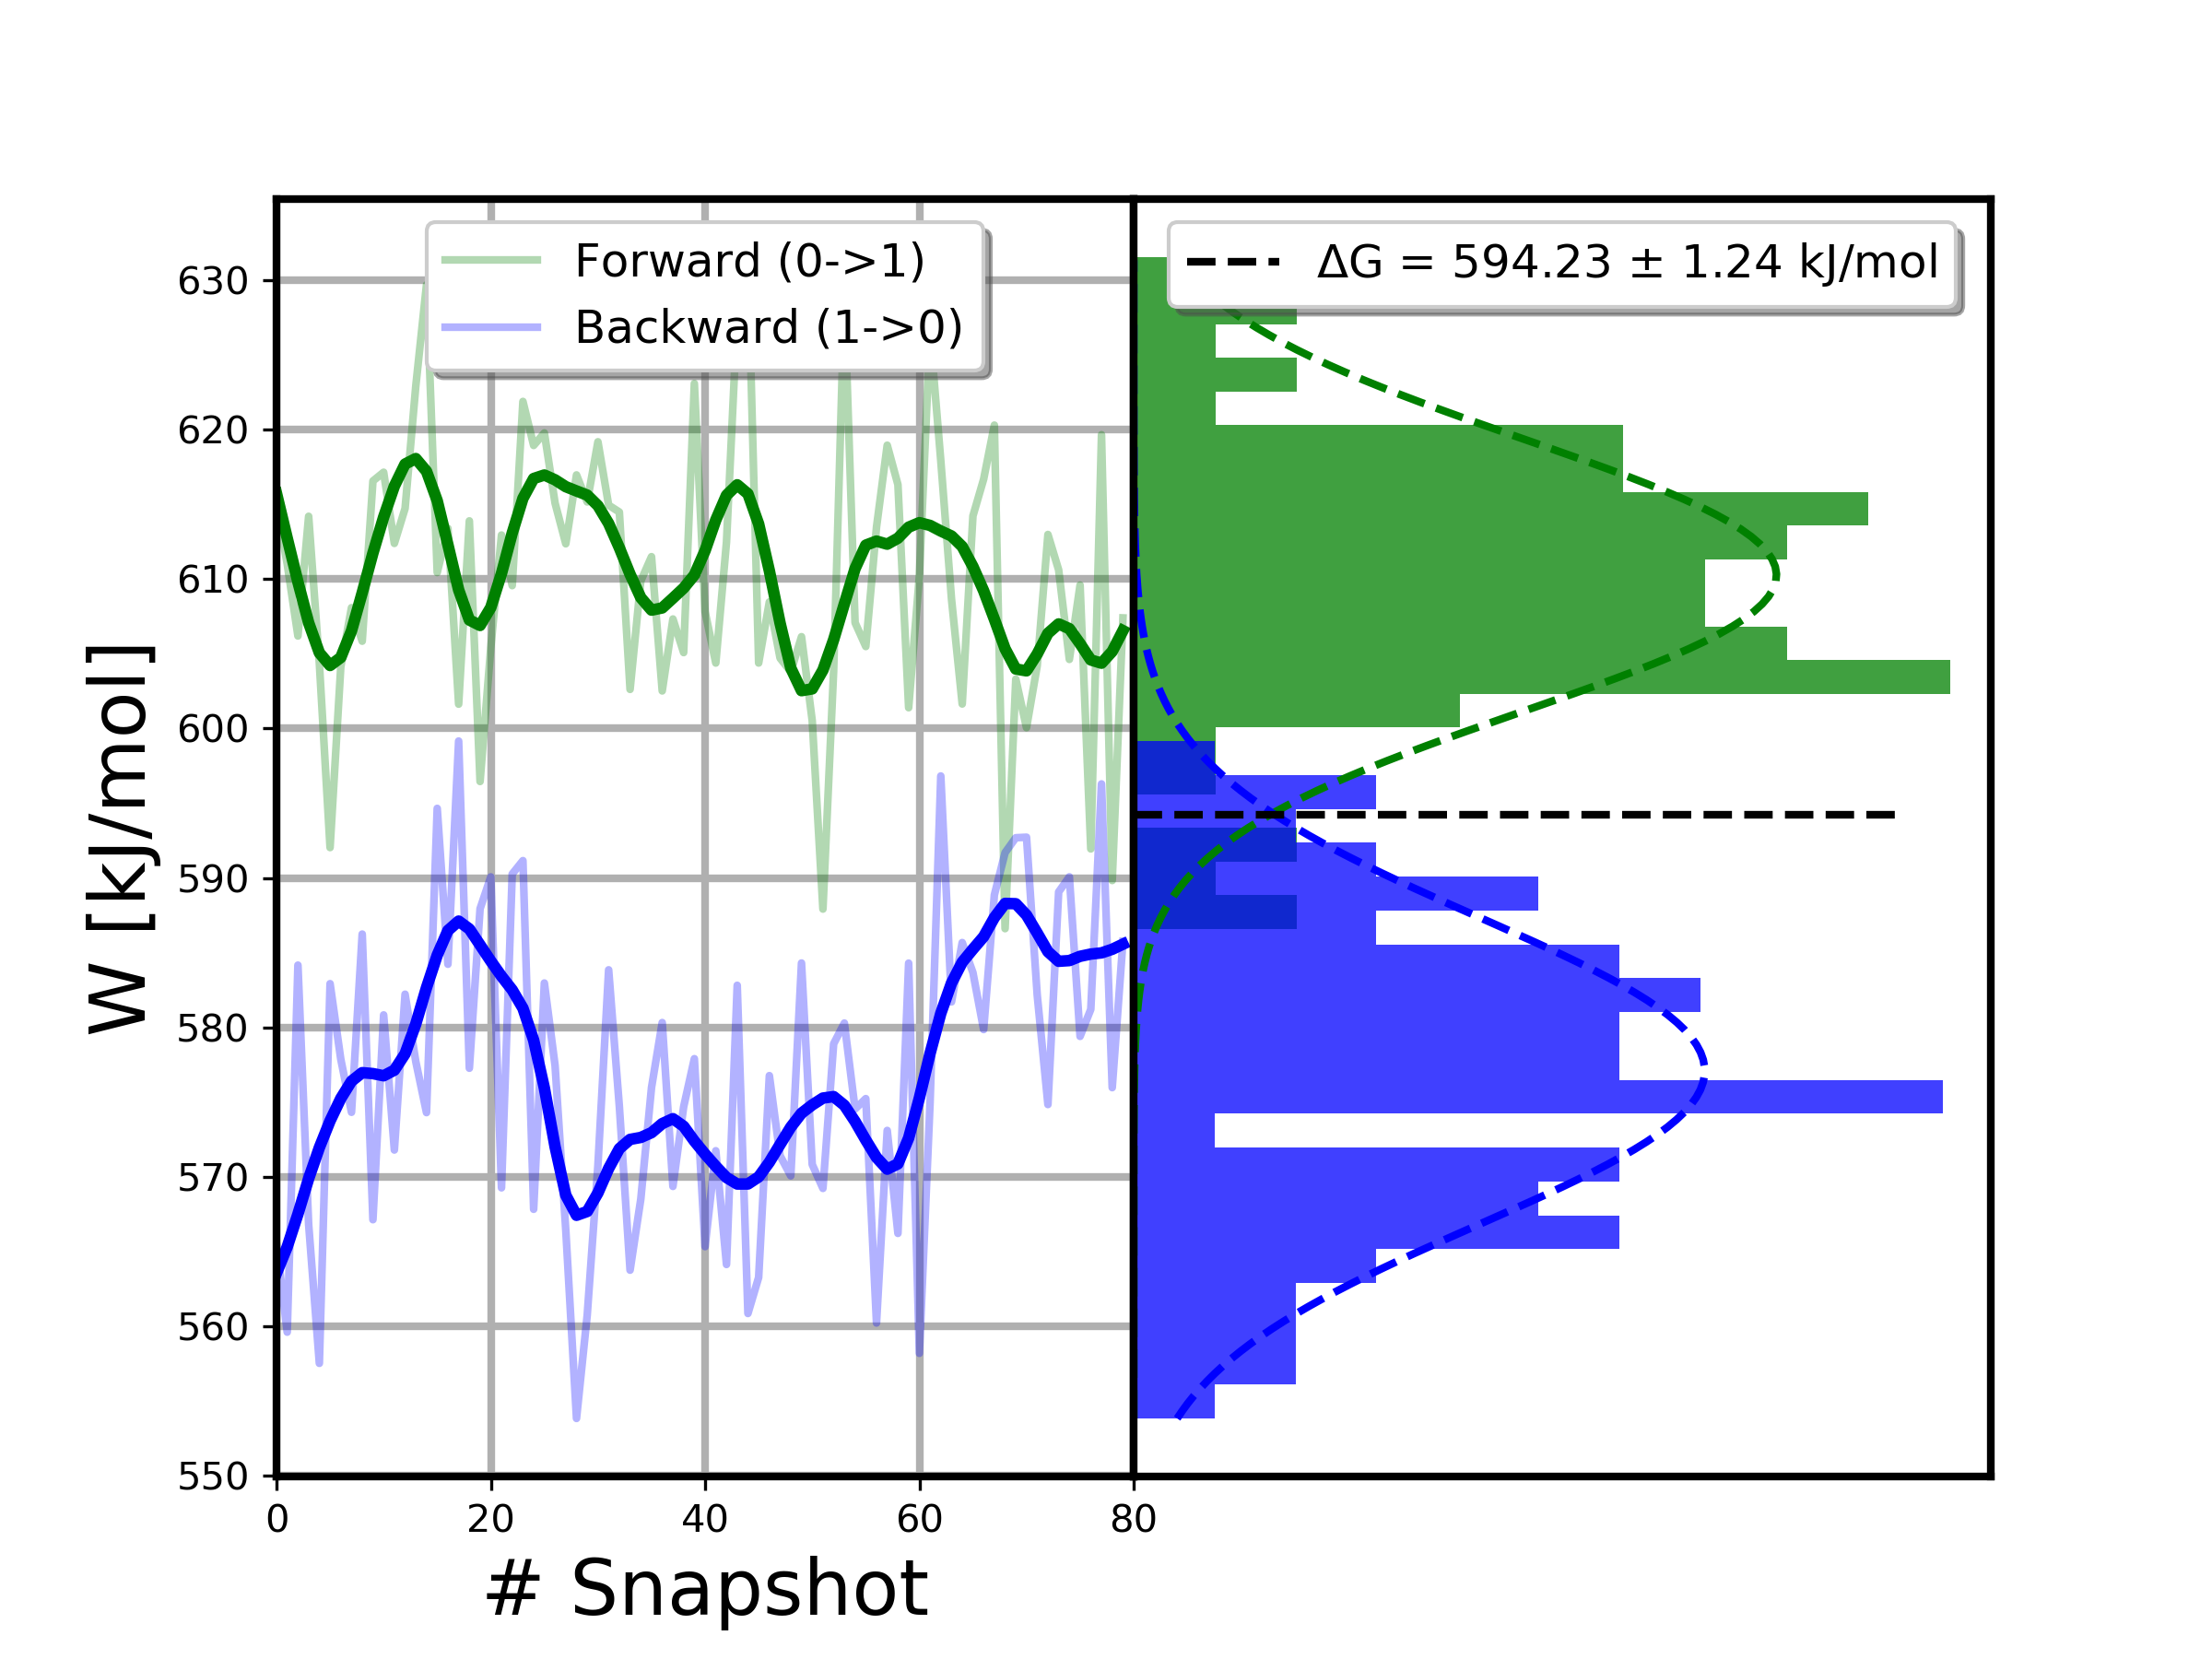 Forward (0->1)
Backward (1->0)
ΔG = 594.23 ± 1.24 kJ/mol
W [kJ/mol]
630
620
610
600
590
580
570
560
550
0 20 40 60 80
# Snapshot